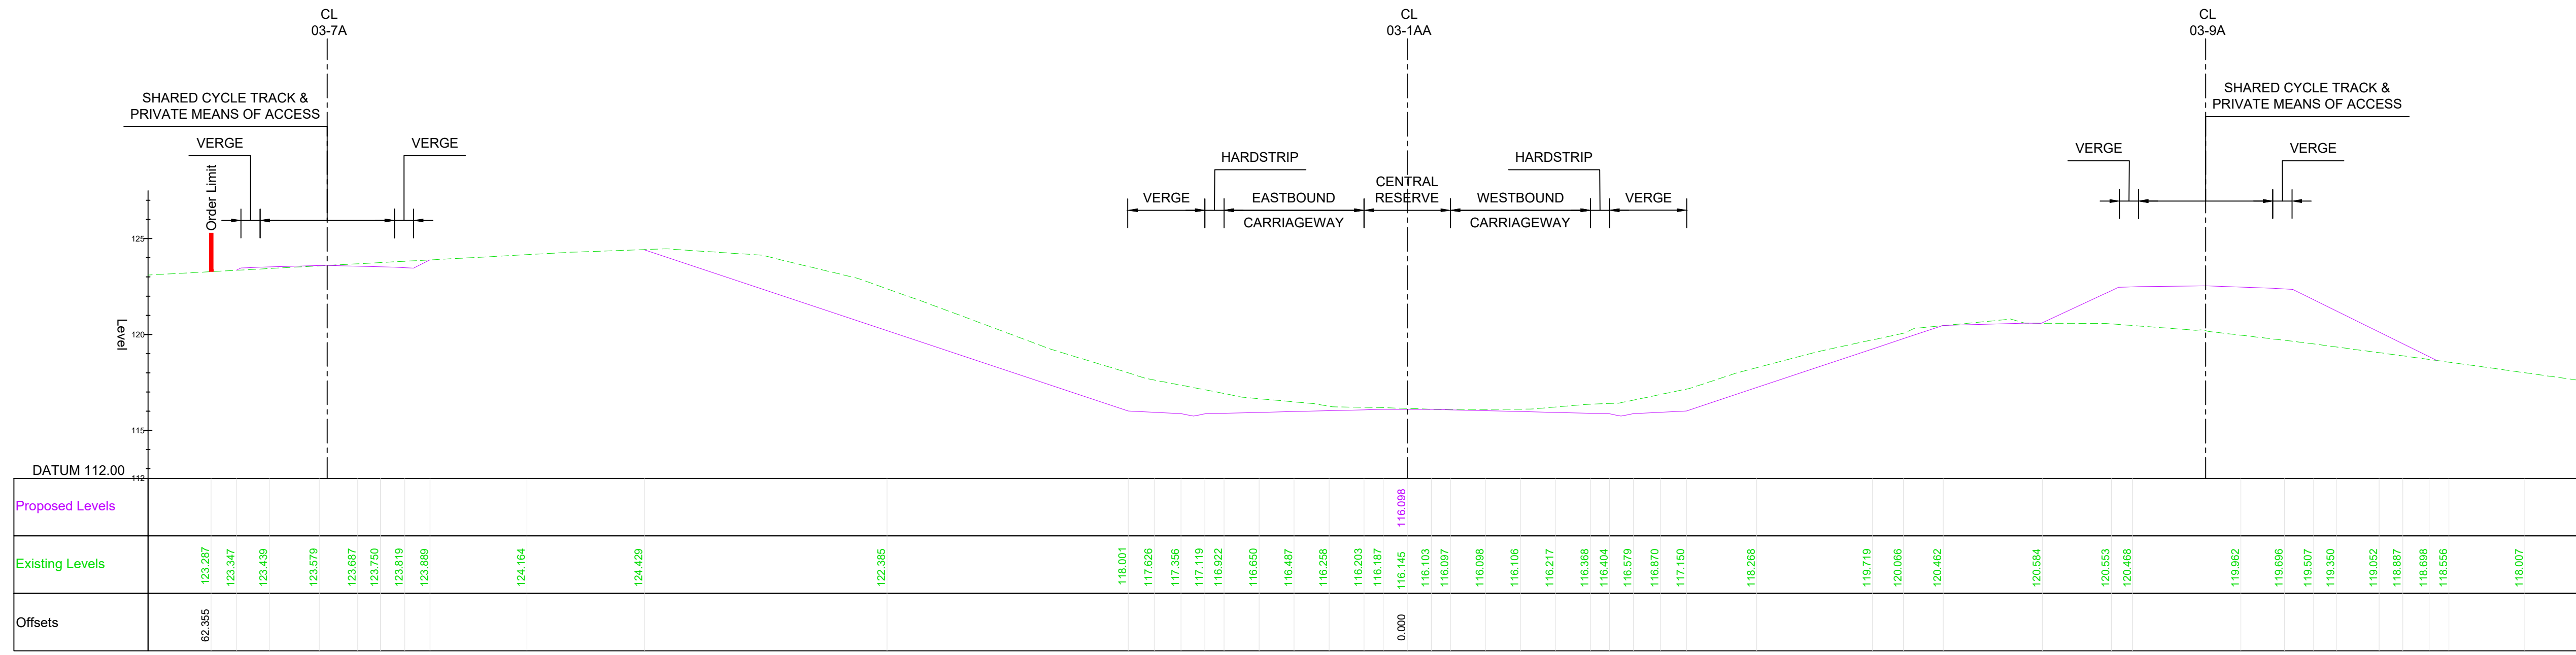 CL
03-7A
CL
03-1AA
CL
03-9A
SHARED CYCLE TRACK &
PRIVATE MEANS OF ACCESS
SHARED CYCLE TRACK &
PRIVATE MEANS OF ACCESS
VERGE
VERGE
Order Limit
HARDSTRIP
HARDSTRIP
VERGE
EASTBOUND
CARRIAGEWAY
CENTRAL
RESERVE
WESTBOUND
CARRIAGEWAY
VERGE
VERGE
VERGE
125
120
115
112
Level
DATUM 112.00
Proposed Levels
116.098
Existing Levels
123.287
123.347
123.439
123.579
123.687
123.750
123.819
123.889
124.164
124.429
122.385
118.001
117.626
117.356
117.119
116.922
116.650
116.487
116.258
116.203
116.187
116.145
116.103
116.097
116.098
116.106
116.217
116.368
116.404
116.579
116.870
117.150
118.268
119.719
120.066
120.462
120.584
120.553
120.468
119.962
119.696
119.507
119.350
119.052
118.887
118.698
118.556
118.007
Offsets
62.355
0.000